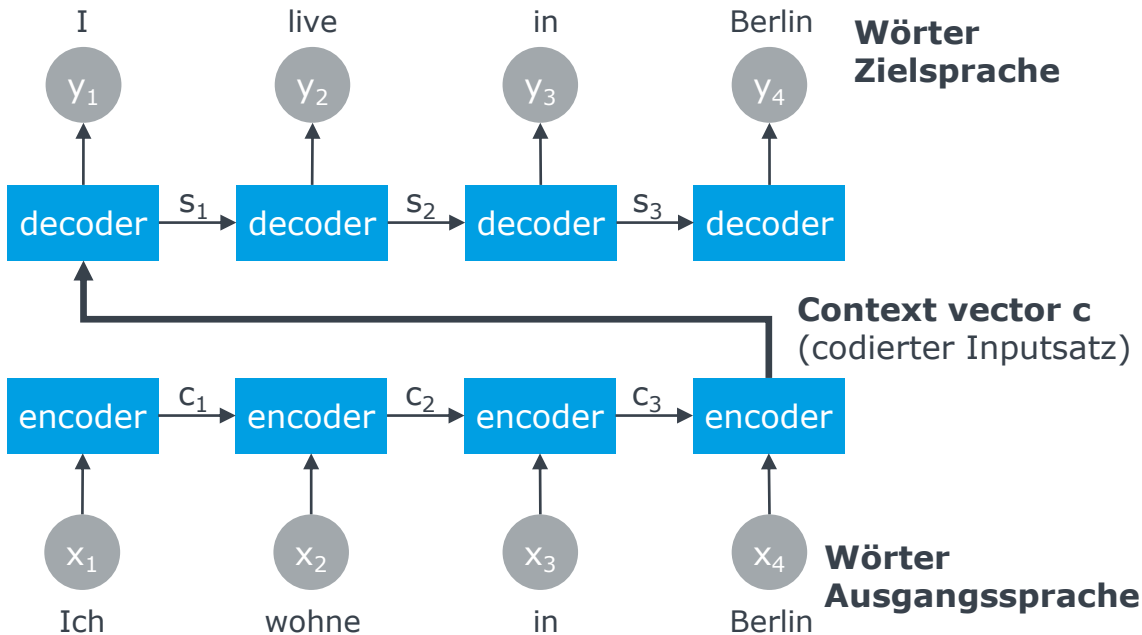 I live in Berlin
Wörter
Zielsprache
y₁ y₂ y₃ y₄
decoder s₁ decoder s₂ decoder s₃ decoder
Context vector c
(codierter Inputsatz)
encoder c₁ encoder c₂ encoder c₃ encoder
x₁ x₂ x₃ x₄
Wörter
Ausgangssprache
Ich wohne in Berlin